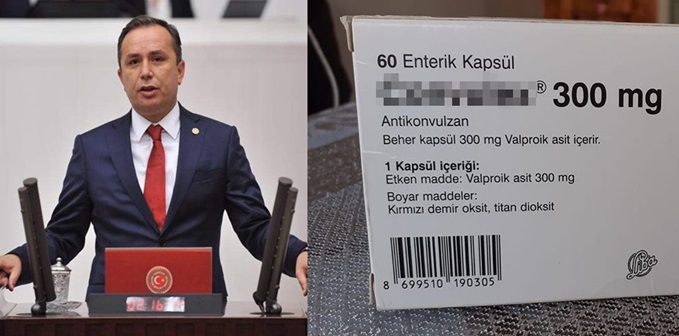 60 Enterik Kapsül
® 300 mg
Antikonvulzan
Beher kapsül 300 mg Valproik asit içerir.
1 Kapsül içeriği:
Etken madde: Valproik asit 300 mg
Boyar maddeler:
Kırmızı demir oksit, titan dioksit
8 699510 190305
Liba